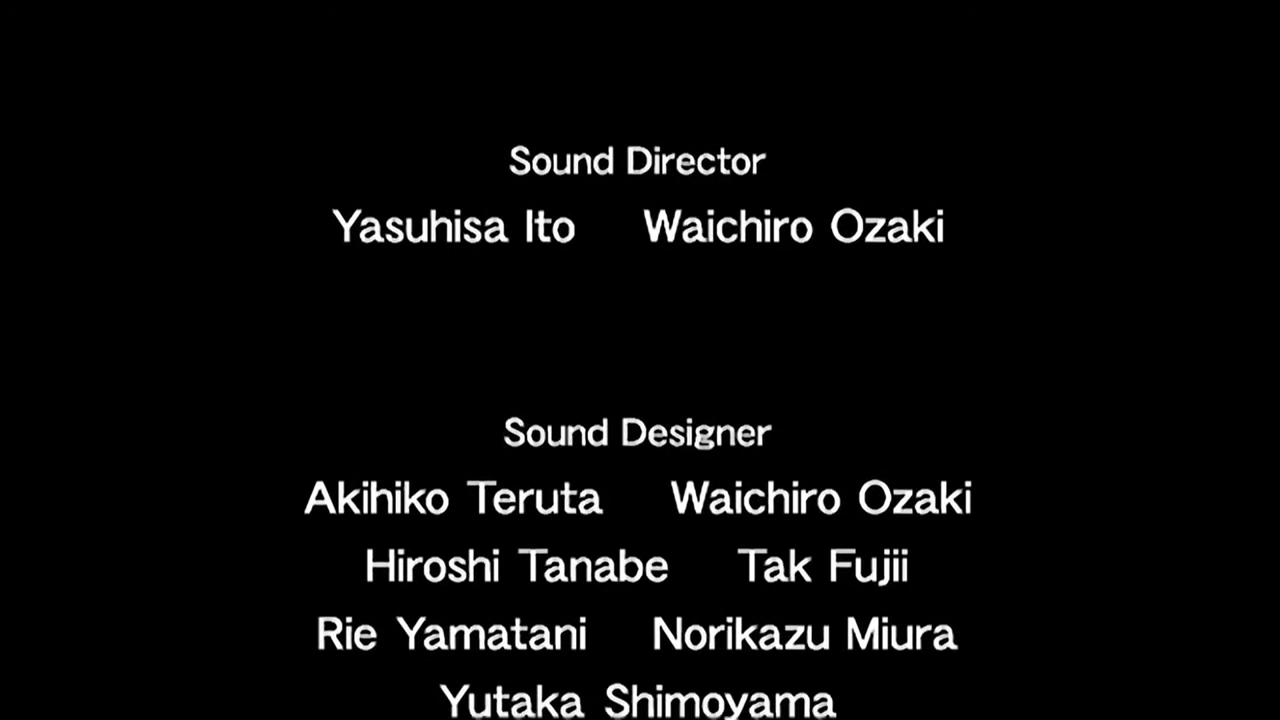 Sound Director
Yasuhisa Ito Waichiro Ozaki
Sound Designer
Akihiko Teruta Waichiro Ozaki
Hiroshi Tanabe Tak Fujii
Rie Yamatani Norikazu Miura
Yutaka Shimoyama